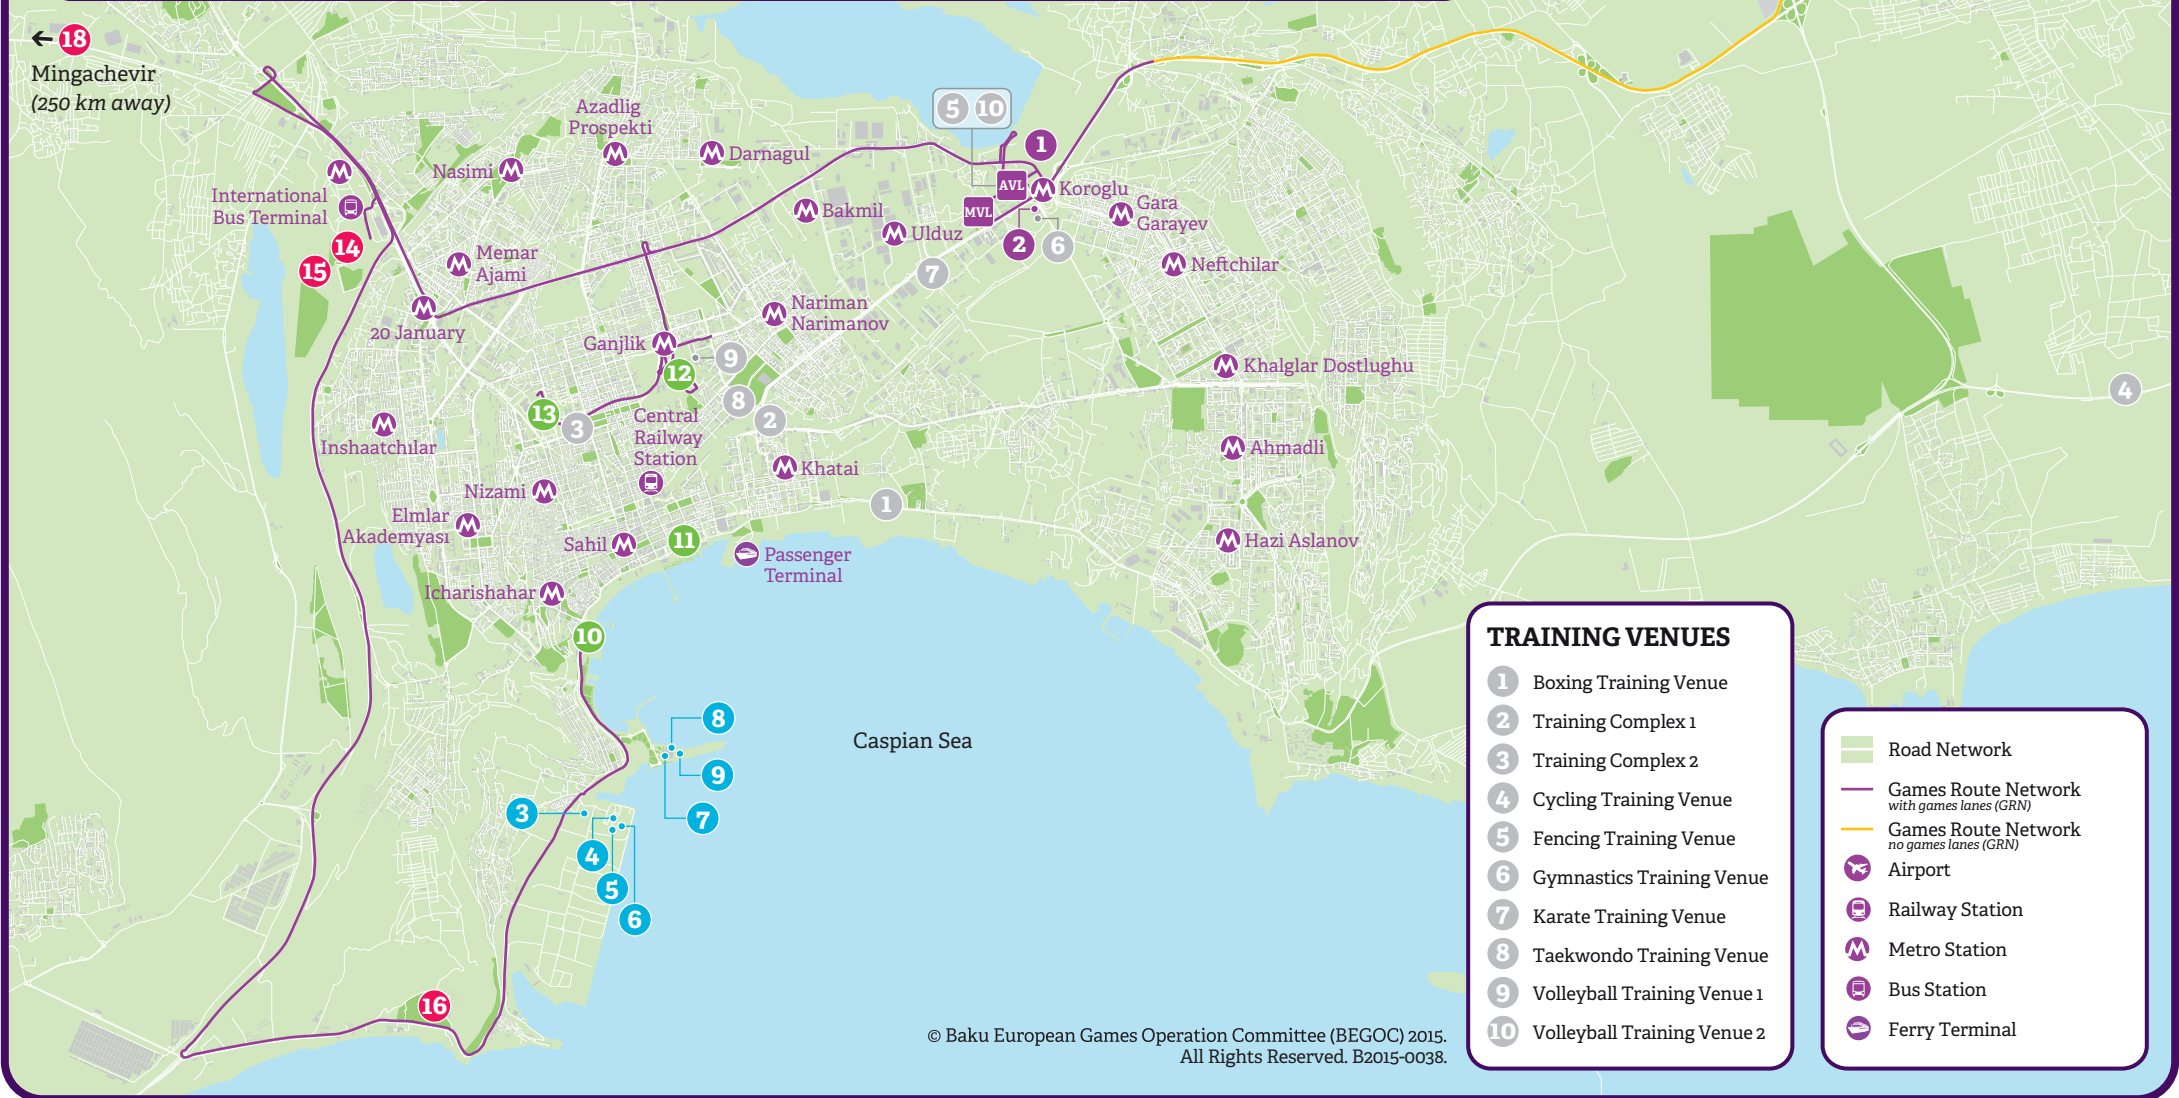 18
Mingachevir
(250 km away)
Azadlig
Prospekti
5 10
1
Darnagul
Nasimi
International
Bus Terminal
AVL
Koroglu
MVL
Gara
Garayev
Bakmil
Ulduz
2
6
14
15
Memar
Ajami
7
Neftchilar
20 January
Nariman
Narimanov
Ganjlik
9
12
Khalglar Dostlughu
4
8
13
3
2
Central
Railway
Station
Inshaatchılar
Ahmadli
Khatai
Nizami
1
Elmlar
Akademyası
Sahil
11
Hazi Aslanov
Passenger
Terminal
Icharishahar
10
8
Caspian Sea
9
7
3
4
5
6
16
© Baku European Games Operation Committee (BEGOC) 2015.
All Rights Reserved. B2015-0038.
TRAINING VENUES
1 Boxing Training Venue
2 Training Complex 1
3 Training Complex 2
4 Cycling Training Venue
5 Fencing Training Venue
6 Gymnastics Training Venue
7 Karate Training Venue
8 Taekwondo Training Venue
9 Volleyball Training Venue 1
10 Volleyball Training Venue 2
Road Network
Games Route Network
with games lanes (GRN)
Games Route Network
no games lanes (GRN)
Airport
Railway Station
Metro Station
Bus Station
Ferry Terminal